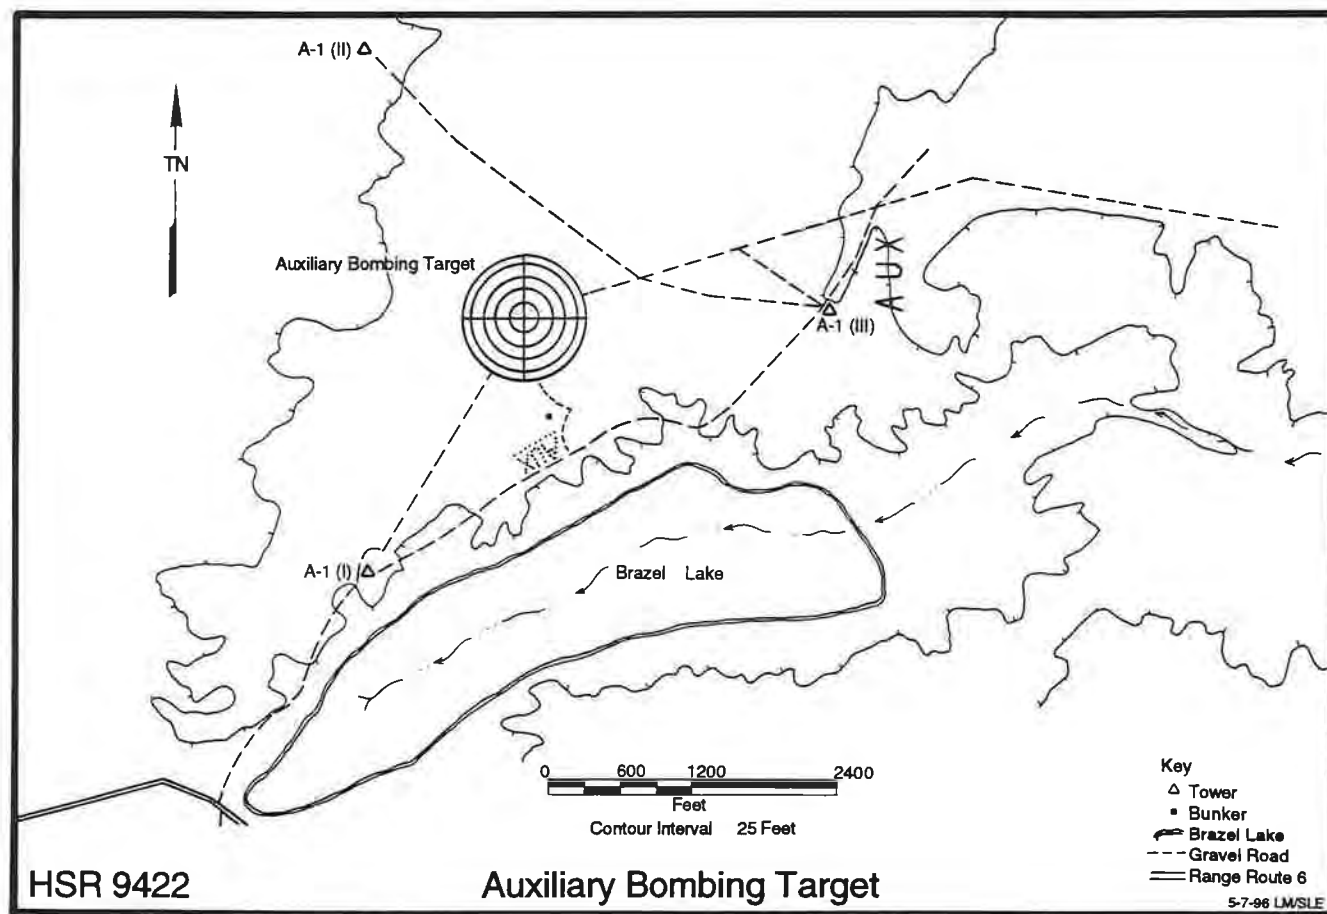 A-1 (II)
TN
Auxiliary Bombing Target
AUX
A-1 (III)
A-1 (I)
Brazel Lake
0 600 1200 2400
Feet
Contour Interval 25 Feet
Key
Tower
Bunker
Brazel Lake
Gravel Road
Range Route 6
HSR 9422
Auxiliary Bombing Target
5-7-96 LM/SLE